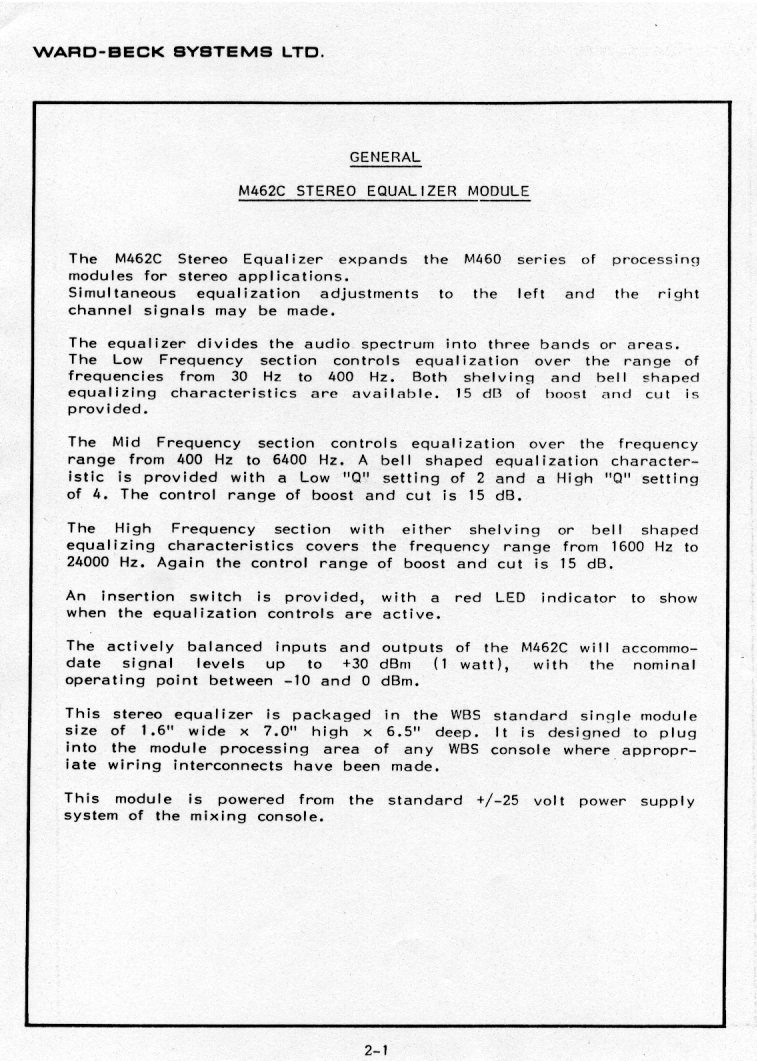 WARD-BECK SYSTEMS LTD.
GENERAL
M462C STEREO EQUALIZER MODULE
The M462C Stereo Equalizer expands the M460 series of processing
modules for stereo applications.
Simultaneous equalization adjustments to the left and the right
channel signals may be made.
The equalizer divides the audio spectrum into three bands or areas.
The Low Frequency section controls equalization over the range of
frequencies from 30 Hz to 400 Hz. Both shelving and bell shaped
equalizing characteristics are available. 15 dB of boost and cut is
provided.
The Mid Frequency section controls equalization over the frequency
range from 400 Hz to 6400 Hz. A bell shaped equalization character-
istic is provided with a Low "Q" setting of 2 and a High "Q" setting
of 4. The control range of boost and cut is 15 dB.
The High Frequency section with either shelving or bell shaped
equalizing characteristics covers the frequency range from 1600 Hz to
24000 Hz. Again the control range of boost and cut is 15 dB.
An insertion switch is provided, with a red LED indicator to show
when the equalization controls are active.
The actively balanced inputs and outputs of the M462C will accommo-
date signal levels up to +30 dBm (1 watt), with the nominal
operating point between -10 and 0 dBm.
This stereo equalizer is packaged in the WBS standard single module
size of 1.6" wide x 7.0" high x 6.5" deep. It is designed to plug
into the module processing area of any WBS console where appropr-
iate wiring interconnects have been made.
This module is powered from the standard +/-25 volt power supply
system of the mixing console.
2-1